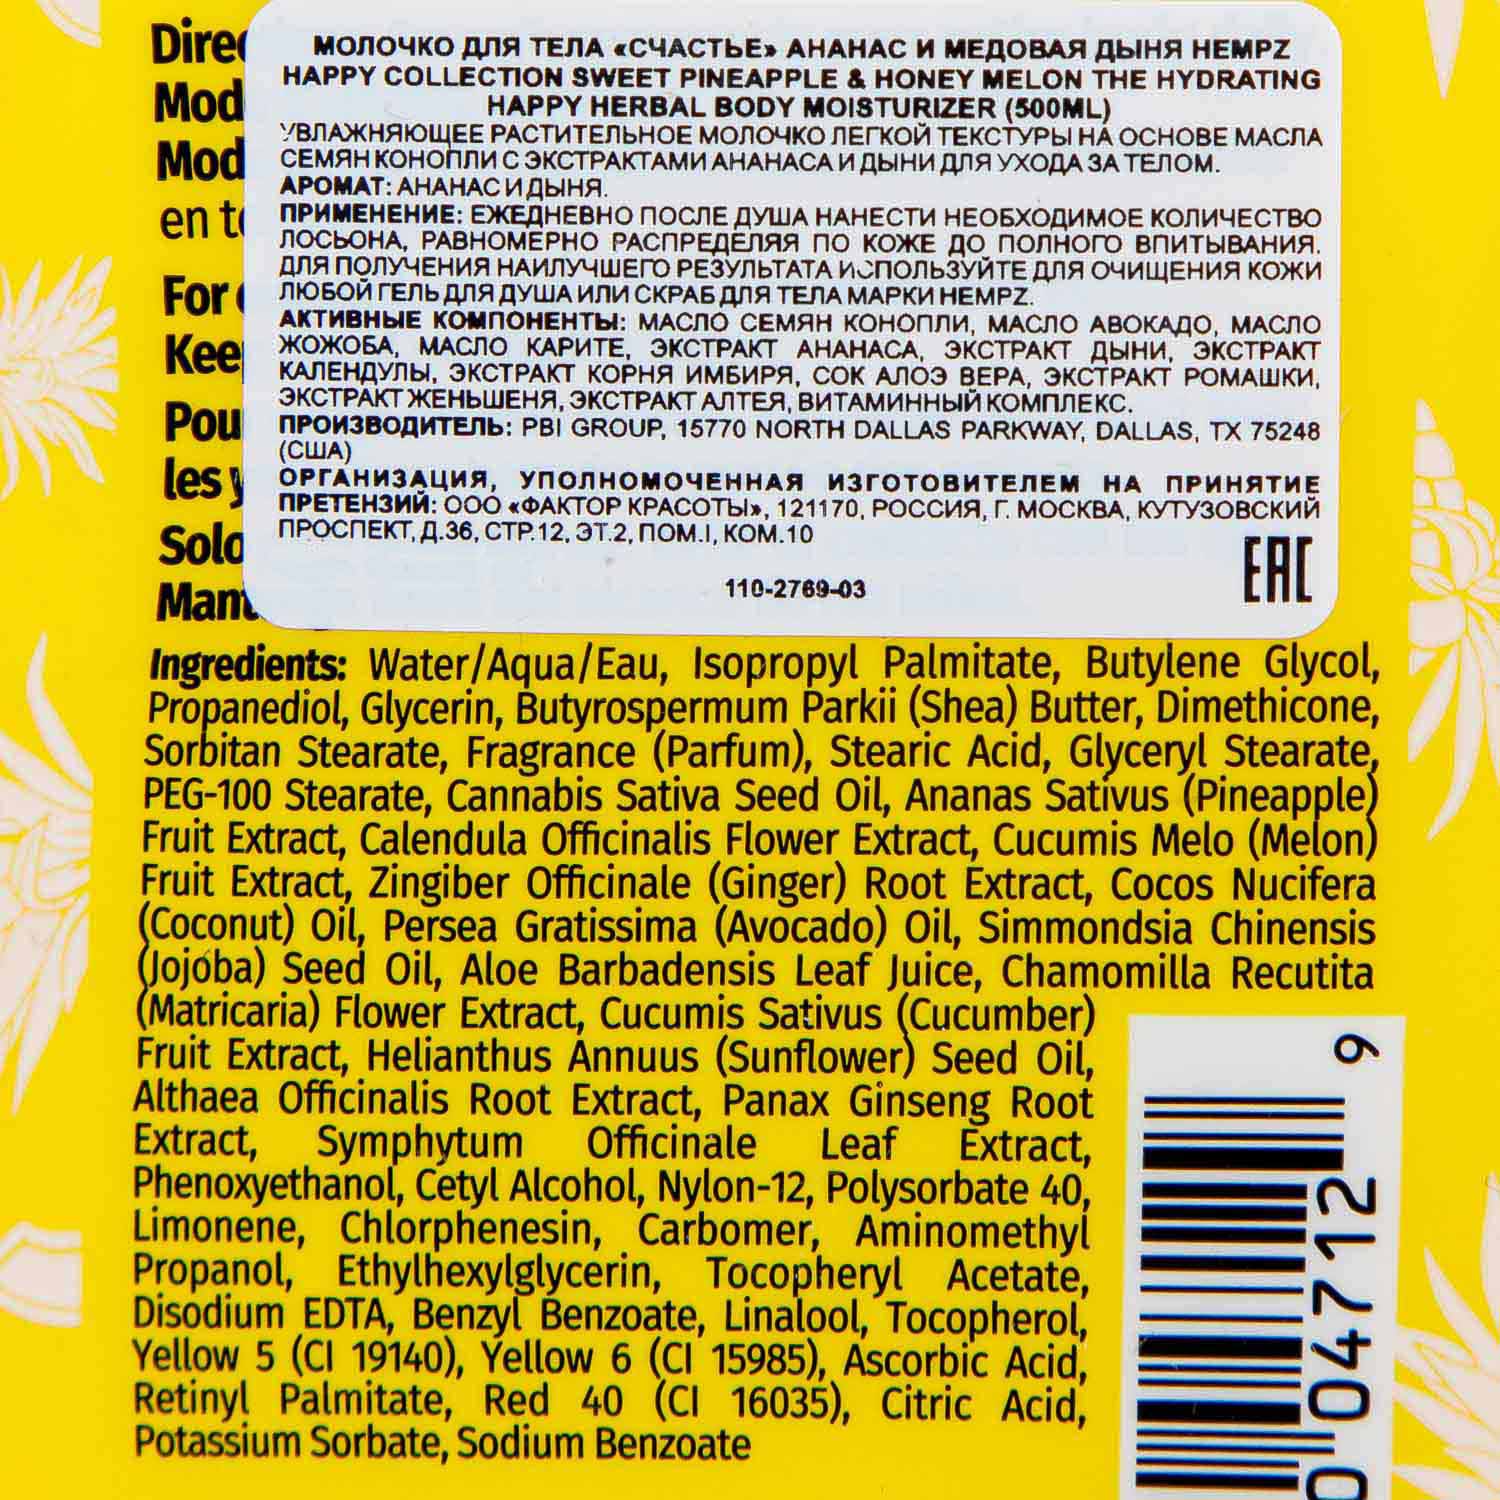 МОЛОЧКО ДЛЯ ТЕЛА «СЧАСТЬЕ» АНАНАС И МЕДОВАЯ ДЫНЯ HEMPZ
HAPPY COLLECTION SWEET PINEAPPLE & HONEY MELON THE HYDRATING
HAPPY HERBAL BODY MOISTURIZER (500ML)
УВЛАЖНЯЮЩЕЕ РАСТИТЕЛЬНОЕ МОЛОЧКО ЛЕГКОЙ ТЕКСТУРЫ НА ОСНОВЕ МАСЛА
СЕМЯН КОНОПЛИ С ЭКСТРАКТАМИ АНАНАСА И ДЫНИ ДЛЯ УХОДА ЗА ТЕЛОМ.
АРОМАТ: АНАНАС И ДЫНЯ.
ПРИМЕНЕНИЕ: ЕЖЕДНЕВНО ПОСЛЕ ДУША НАНЕСТИ НЕОБХОДИМОЕ КОЛИЧЕСТВО
ЛОСЬОНА, РАВНОМЕРНО РАСПРЕДЕЛЯЯ ПО КОЖЕ ДО ПОЛНОГО ВПИТЫВАНИЯ.
ДЛЯ ПОЛУЧЕНИЯ НАИЛУЧШЕГО РЕЗУЛЬТАТА ИСПОЛЬЗУЙТЕ ДЛЯ ОЧИЩЕНИЯ КОЖИ
ЛЮБОЙ ГЕЛЬ ДЛЯ ДУША ИЛИ СКРАБ ДЛЯ ТЕЛА МАРКИ HEMPZ.
АКТИВНЫЕ КОМПОНЕНТЫ: МАСЛО СЕМЯН КОНОПЛИ, МАСЛО АВОКАДО, МАСЛО
ЖОЖОБА, МАСЛО КАРИТЕ, ЭКСТРАКТ АНАНАСА, ЭКСТРАКТ ДЫНИ, ЭКСТРАКТ
КАЛЕНДУЛЫ, ЭКСТРАКТ КОРНЯ ИМБИРЯ, СОК АЛОЭ ВЕРА, ЭКСТРАКТ РОМАШКИ,
ЭКСТРАКТ ЖЕНЬШЕНЯ, ЭКСТРАКТ АЛТЕЯ, ВИТАМИННЫЙ КОМПЛЕКС.
ПРОИЗВОДИТЕЛЬ: PBI GROUP, 15770 NORTH DALLAS PARKWAY, DALLAS, TX 75248
(США)
ОРГАНИЗАЦИЯ, УПОЛНОМОЧЕННАЯ ИЗГОТОВИТЕЛЕМ НА ПРИНЯТИЕ
ПРЕТЕНЗИЙ: ООО «ФАКТОР КРАСОТЫ», 121170, РОССИЯ, Г. МОСКВА, КУТУЗОВСКИЙ
ПРОСПЕКТ, Д.36, СТР.12, ЭТ.2, ПОМ.I, КОМ.10
EAC
110-2769-03
Direc
Mod
Mod
en t
For
Kee
Pou
les
Solo
Man
Ingredients: Water/Aqua/Eau, Isopropyl Palmitate, Butylene Glycol,
Propanediol, Glycerin, Butyrospermum Parkii (Shea) Butter, Dimethicone,
Sorbitan Stearate, Fragrance (Parfum), Stearic Acid, Glyceryl Stearate,
PEG-100 Stearate, Cannabis Sativa Seed Oil, Ananas Sativus (Pineapple)
Fruit Extract, Calendula Officinalis Flower Extract, Cucumis Melo (Melon)
Fruit Extract, Zingiber Officinale (Ginger) Root Extract, Cocos Nucifera
(Coconut) Oil, Persea Gratissima (Avocado) Oil, Simmondsia Chinensis
(Jojoba) Seed Oil, Aloe Barbadensis Leaf Juice, Chamomilla Recutita
(Matricaria) Flower Extract, Cucumis Sativus (Cucumber)
Fruit Extract, Helianthus Annuus (Sunflower) Seed Oil,
Althaea Officinalis Root Extract, Panax Ginseng Root
Extract, Symphytum Officinale Leaf Extract,
Phenoxyethanol, Cetyl Alcohol, Nylon-12, Polysorbate 40,
Limonene, Chlorphenesin, Carbomer, Aminomethyl
Propanol, Ethylhexylglycerin, Tocopheryl Acetate,
Disodium EDTA, Benzyl Benzoate, Linalool, Tocopherol,
Yellow 5 (CI 19140), Yellow 6 (CI 15985), Ascorbic Acid,
Retinyl Palmitate, Red 40 (CI 16035), Citric Acid,
Potassium Sorbate, Sodium Benzoate
0 04712 9